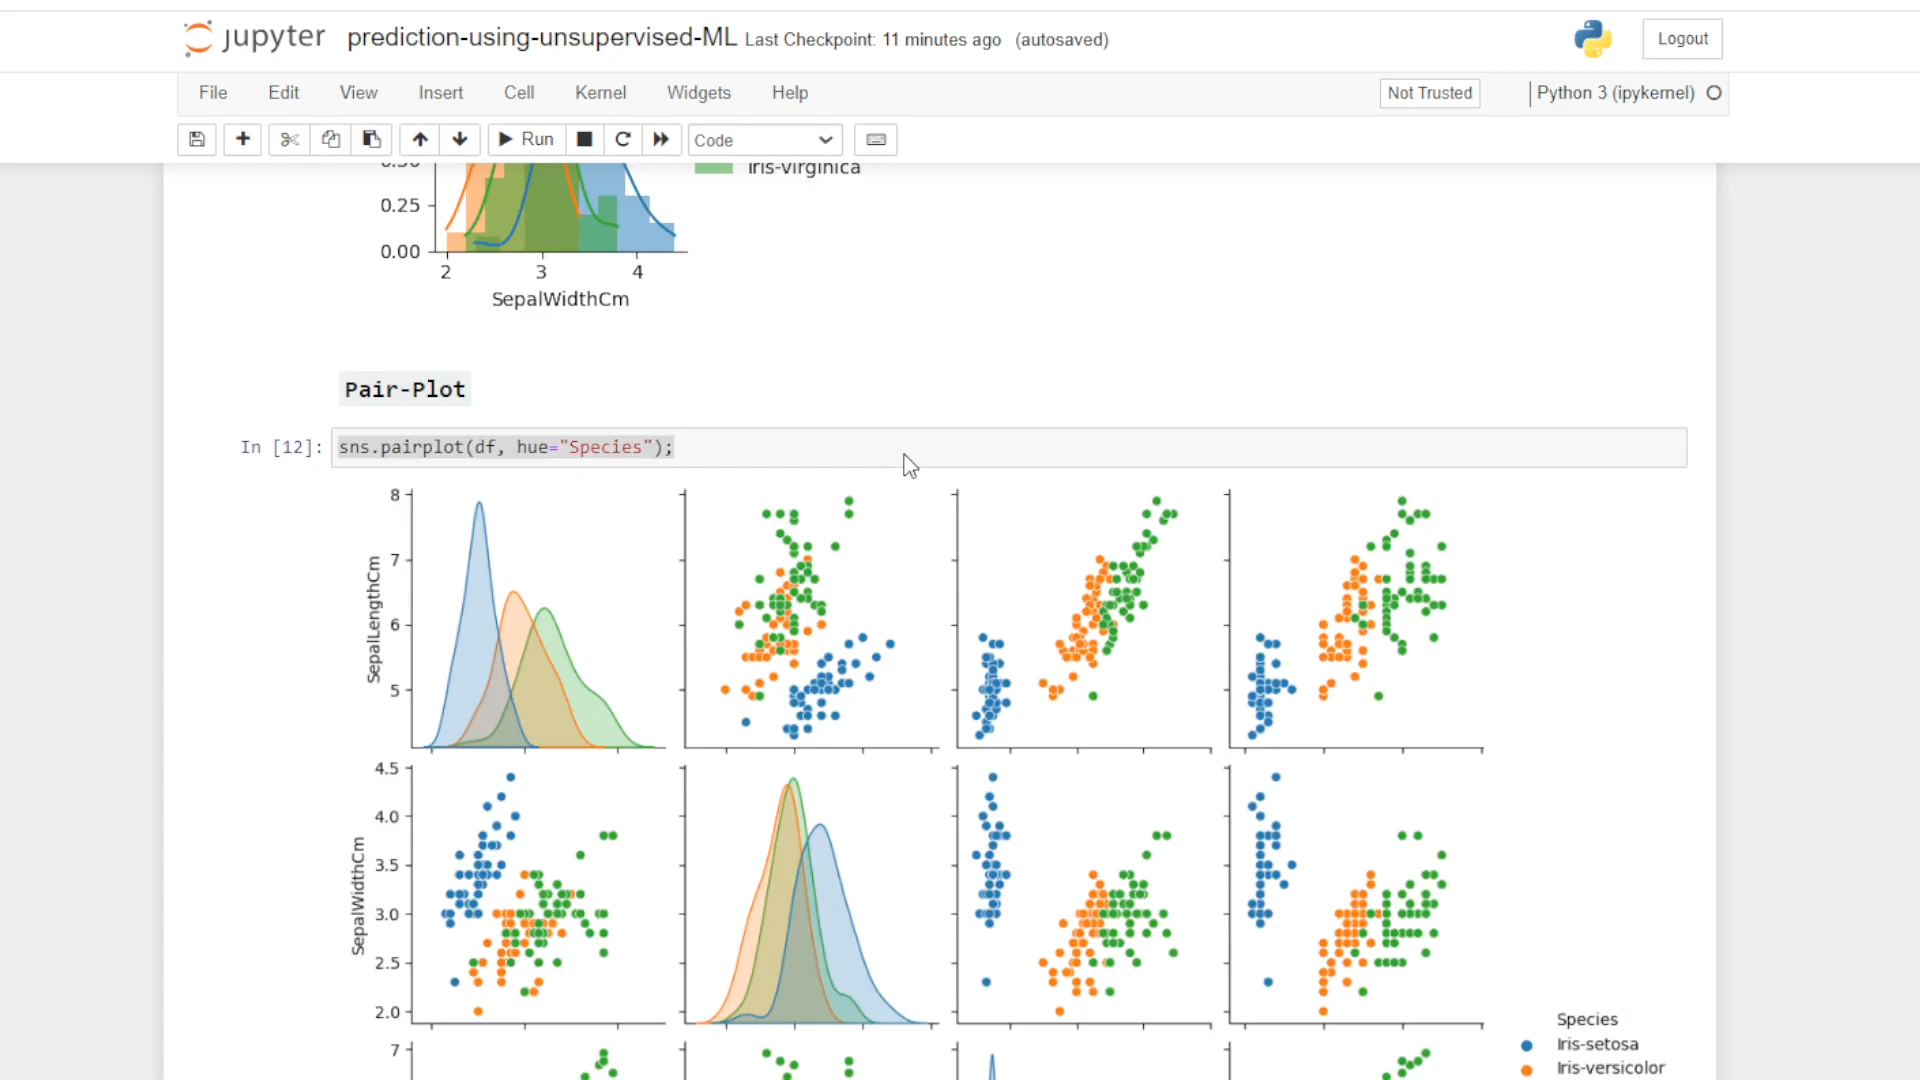 jupyter prediction-using-unsupervised-ML Last Checkpoint: 11 minutes ago (autosaved) Logout
File Edit View Insert Cell Kernel Widgets Help Not Trusted Python 3 (ipykernel)
Run Code
iris-virginica
0.25
0.00
2 3 4
SepalWidthCm
Pair-Plot
In [12]: sns.pairplot(df, hue="Species");
8
7
6
5
SepalLengthCm
4.5
4.0
3.5
3.0
2.5
2.0
SepalWidthCm
7
Species
Iris-setosa
Iris-versicolor